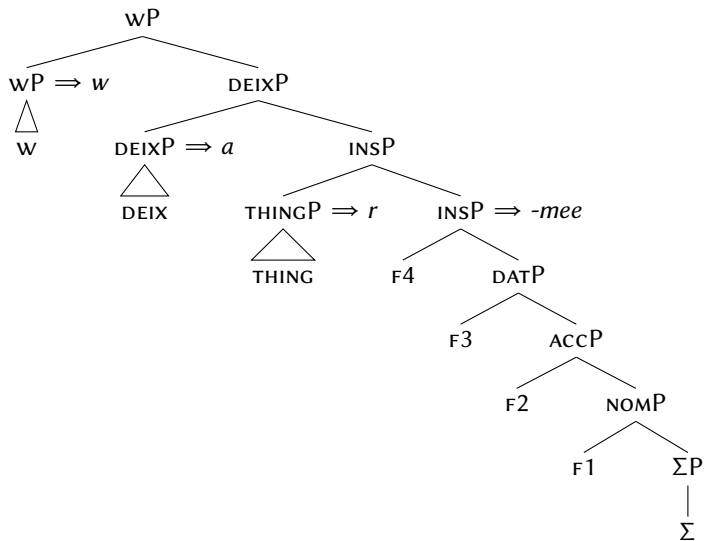 wP
wP ⇒ w DEIXP
w DEIXP ⇒ a INSP
DEIX THINGP ⇒ r INSP ⇒ -mee
THING F4 DATP
F3 ACCP
F2 NOMP
F1 ΣP
Σ